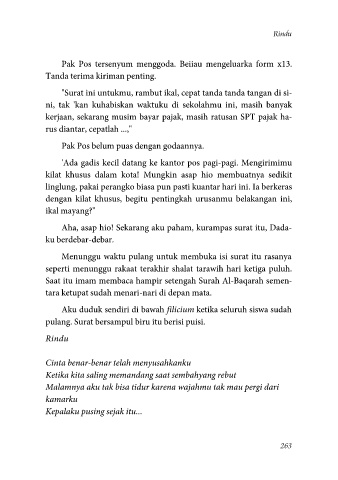 Rindu
Pak Pos tersenyum menggoda. Beiiau mengeluarka form x13.
Tanda terima kiriman penting.
"Surat ini untukmu, rambut ikal, cepat tanda tanda tangan di si-
ni, tak 'kan kuhabiskan waktuku di sekolahmu ini, masih banyak
kerjaan, sekarang musim bayar pajak, masih ratusan SPT pajak ha-
rus diantar, cepatlah ...,"
Pak Pos belum puas dengan godaannya.
'Ada gadis kecil datang ke kantor pos pagi-pagi. Mengirimimu
kilat khusus dalam kota! Mungkin asap hio membuatnya sedikit
linglung, pakai perangko biasa pun pasti kuantar hari ini. Ia berkeras
dengan kilat khusus, begitu pentingkah urusanmu belakangan ini,
ikal mayang?"
Aha, asap hio! Sekarang aku paham, kurampas surat itu, Dada-
ku berdebar-debar.
Menunggu waktu pulang untuk membuka isi surat itu rasanya
seperti menunggu rakaat terakhir shalat tarawih hari ketiga puluh.
Saat itu imam membaca hampir setengah Surah Al-Baqarah semen-
tara ketupat sudah menari-nari di depan mata.
Aku duduk sendiri di bawah filicium ketika seluruh siswa sudah
pulang. Surat bersampul biru itu berisi puisi.
Rindu
Cinta benar-benar telah menyusahkanku
Ketika kita saling memandang saat sembahyang rebut
Malamnya aku tak bisa tidur karena wajahmu tak mau pergi dari
kamarku
Kepalaku pusing sejak itu...
263